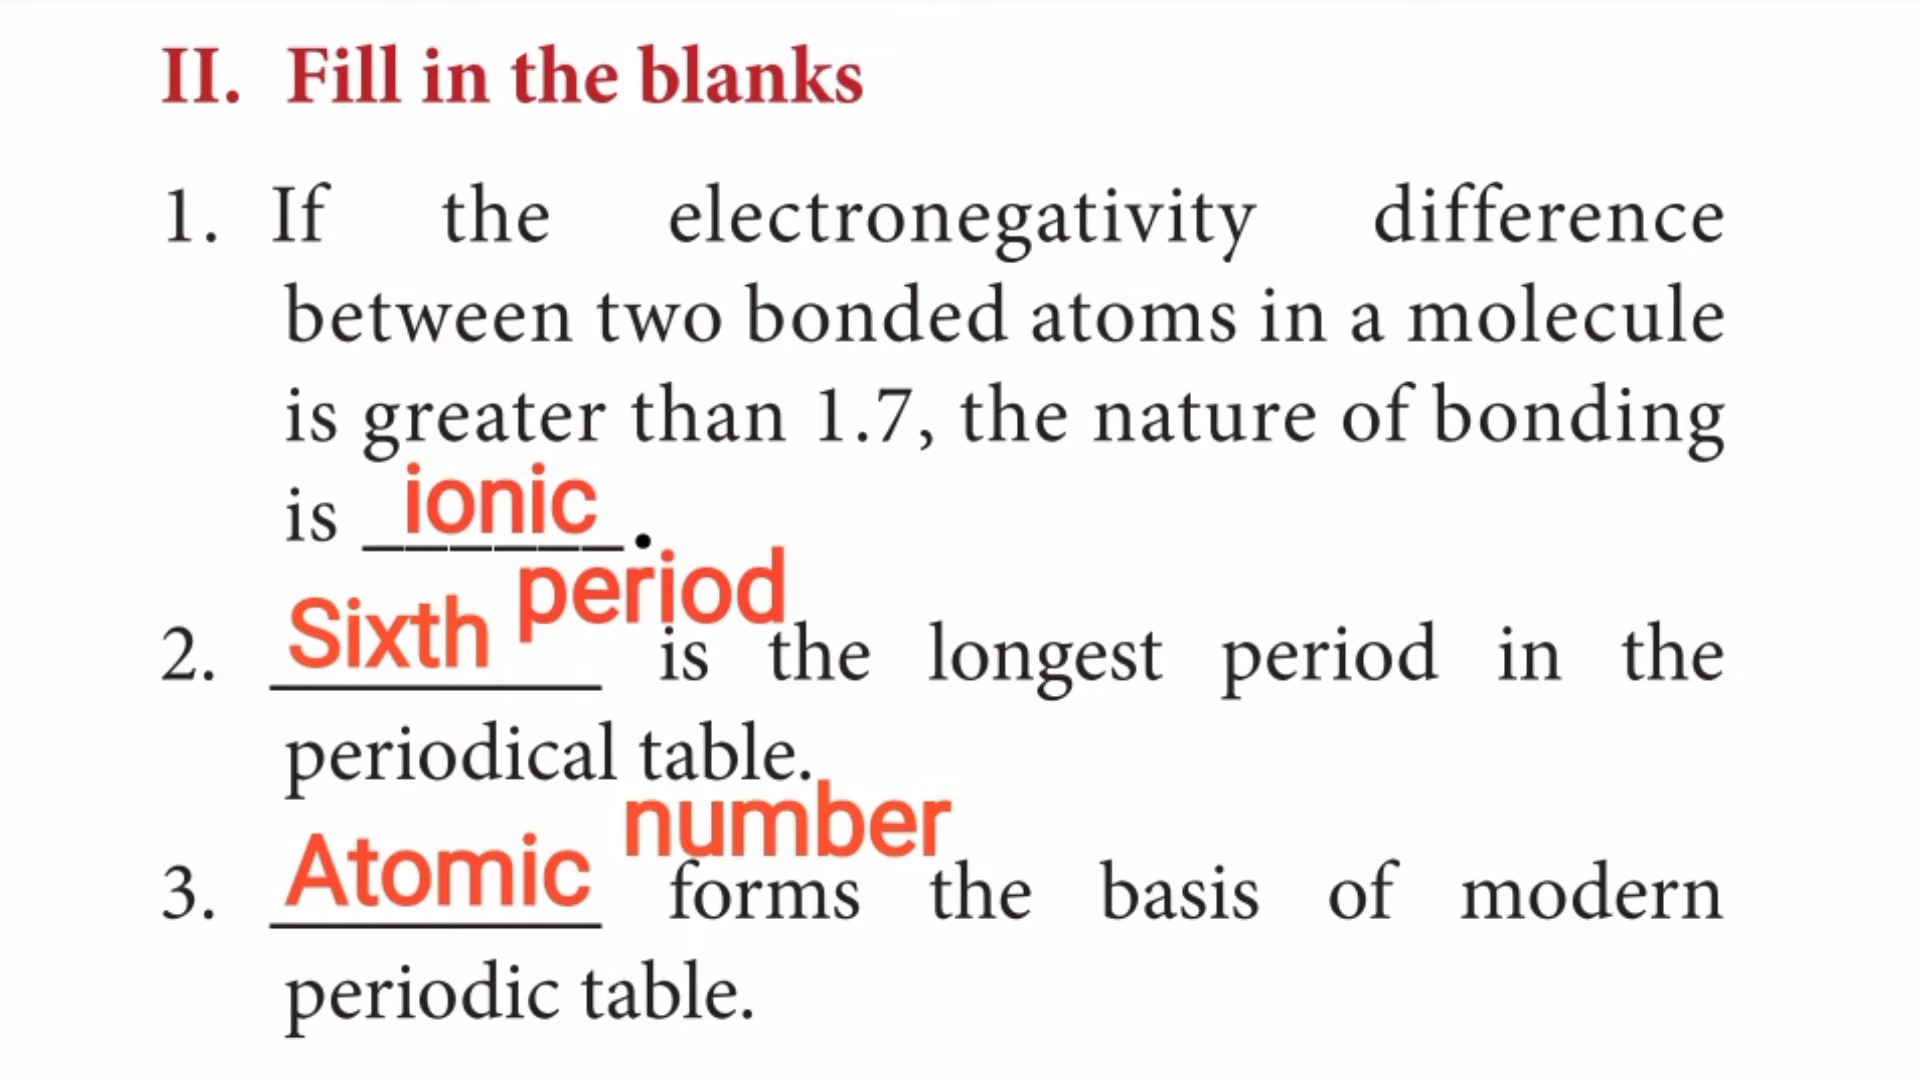 II. Fill in the blanks
1. If the electronegativity difference
between two bonded atoms in a molecule
is greater than 1.7, the nature of bonding
is ionic.
2. Sixth period is the longest period in the
periodical table.
3. Atomic number forms the basis of modern
periodic table.